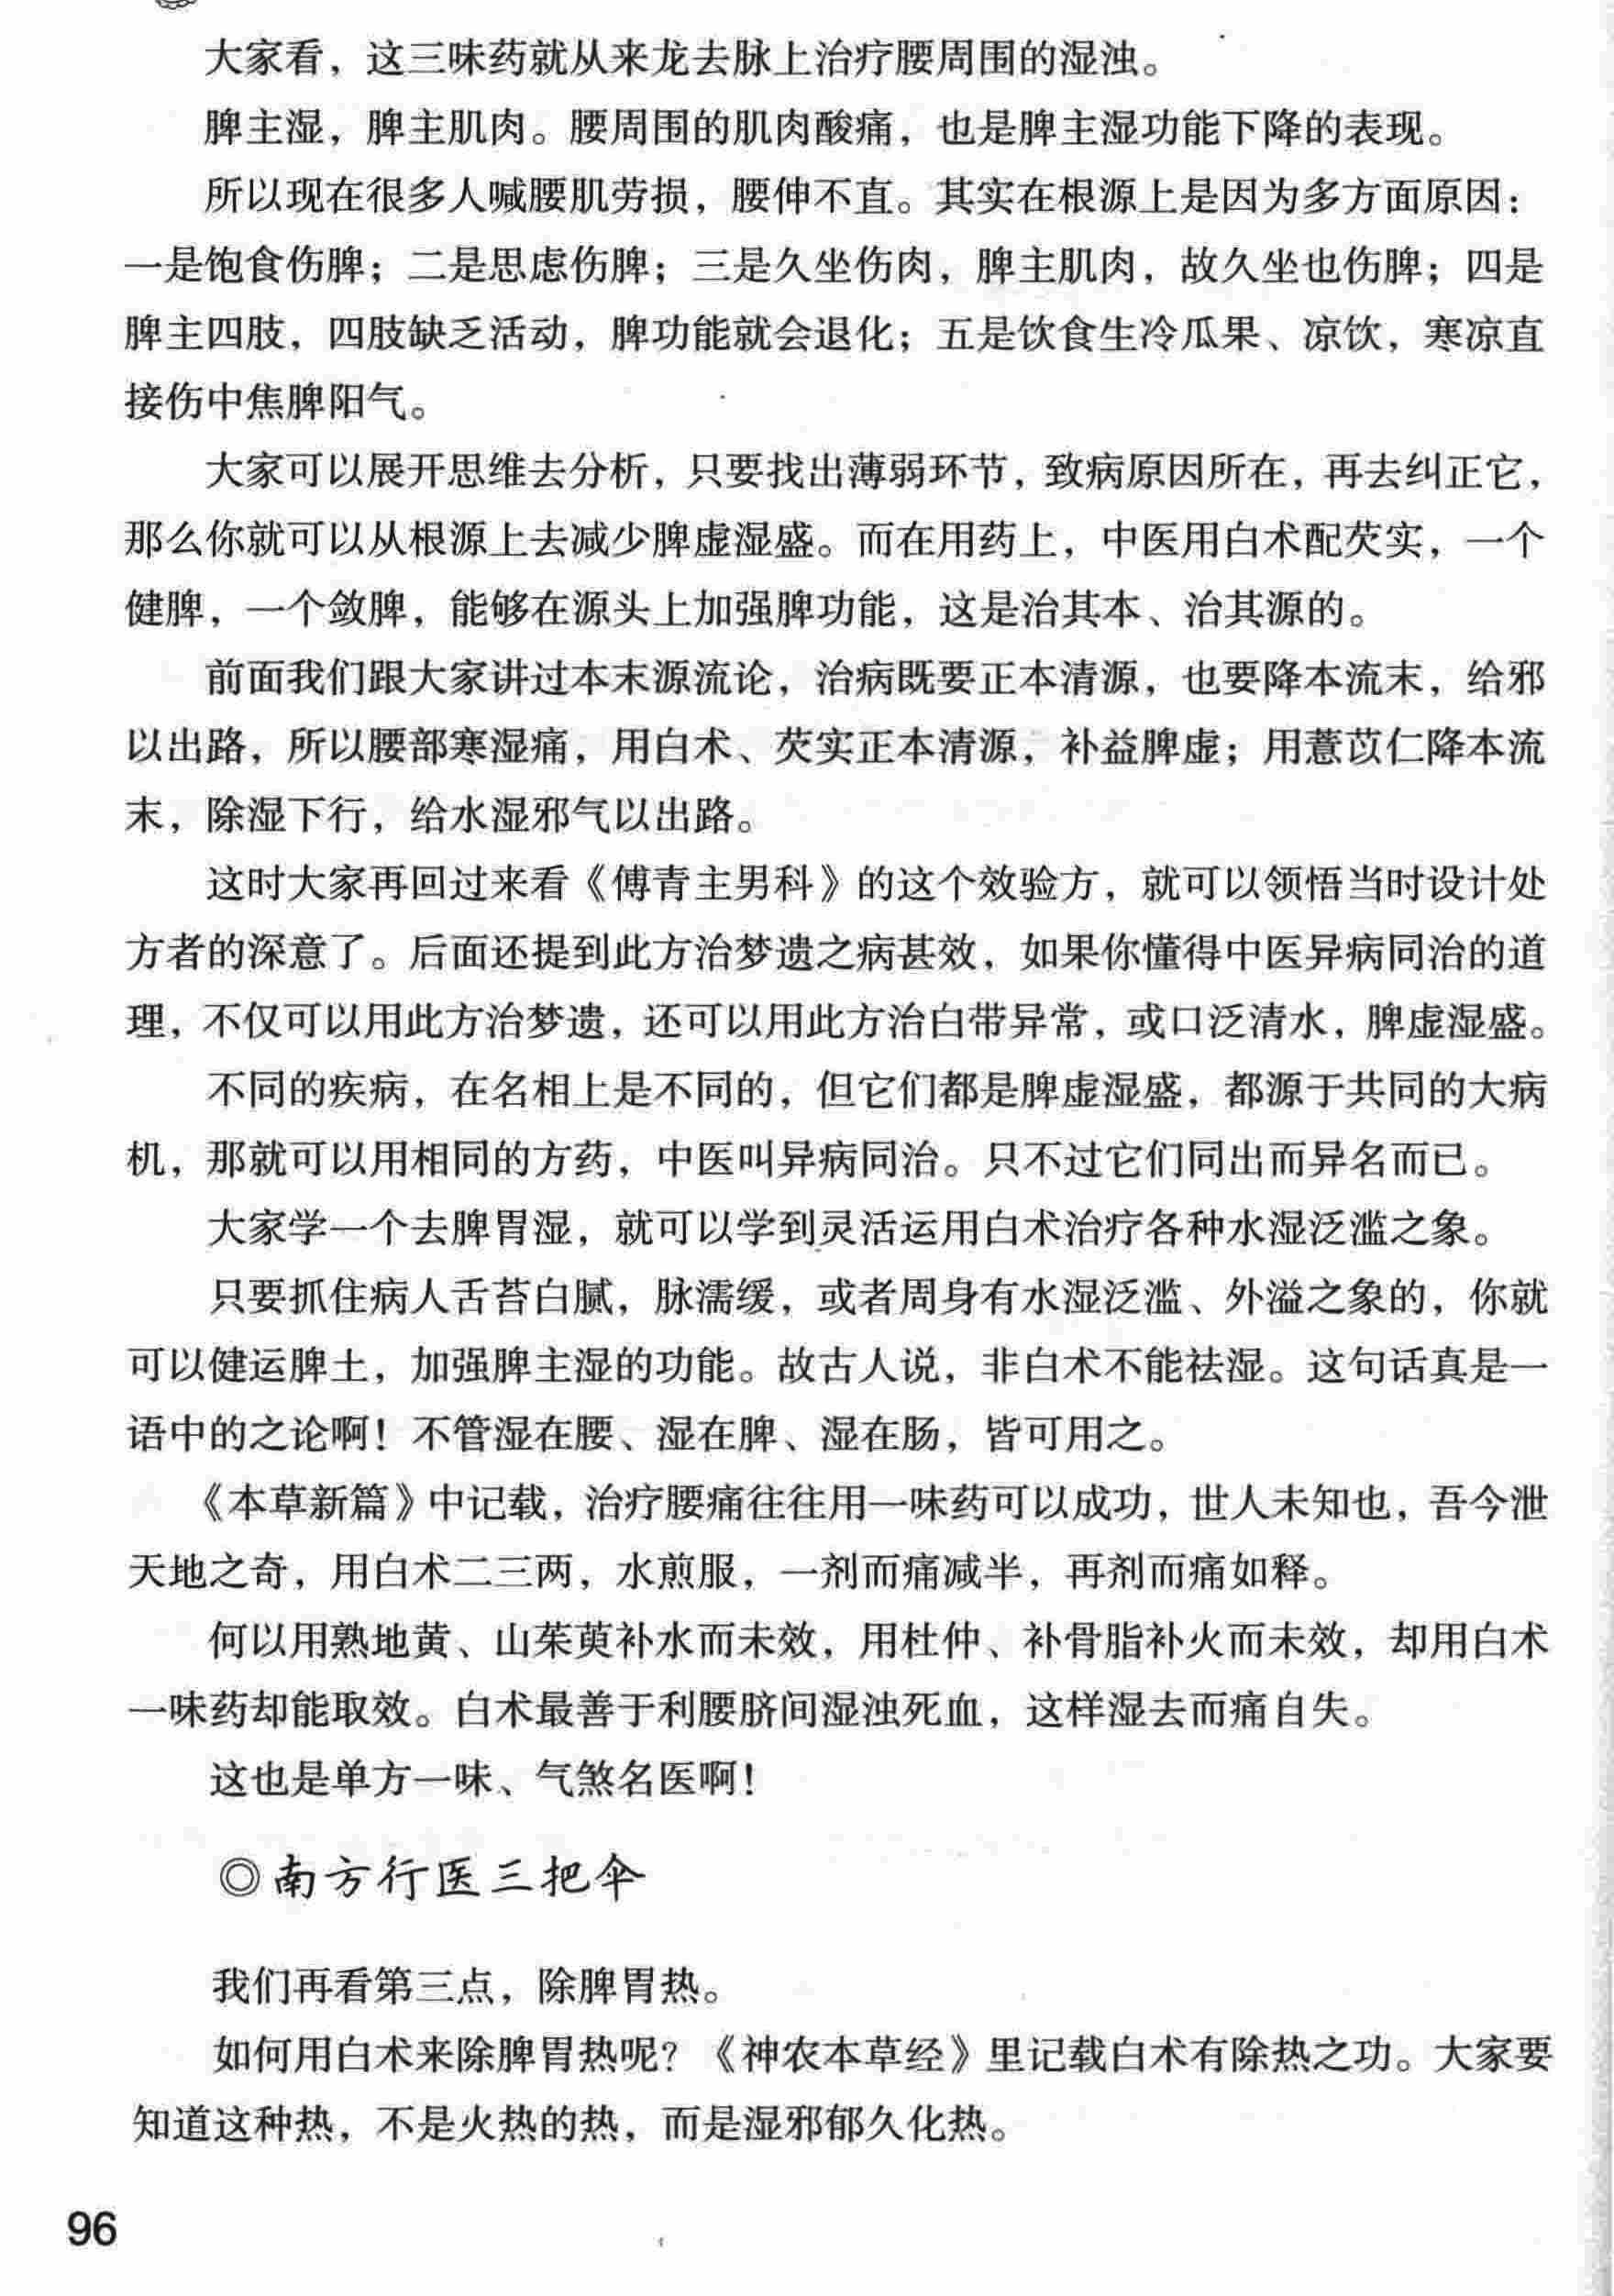 大家看，这三味药就从来龙去脉上治疗腰周围的湿浊。
脾主湿，脾主肌肉。腰周围的肌肉酸痛，也是脾主湿功能下降的表现。
所以现在很多人喊腰肌劳损，腰伸不直。其实在根源上是因为多方面原因：
一是饱食伤脾；二是思虑伤脾；三是久坐伤肉，脾主肌肉，故久坐也伤脾；四是
脾主四肢，四肢缺乏活动，脾功能就会退化；五是饮食生冷瓜果、凉饮，寒凉直
接伤中焦脾阳气。
大家可以展开思维去分析，只要找出薄弱环节，致病原因所在，再去纠正它，
那么你就可以从根源上去减少脾虚湿盛。而在用药上，中医用白术配芡实，一个
健脾，一个敛脾，能够在源头上加强脾功能，这是治其本、治其源的。
前面我们跟大家讲过本末源流论，治病既要正本清源，也要降本流末，给邪
以出路，所以腰部寒湿痛，用白术、芡实正本清源，补益脾虚；用薏苡仁降本流
末，除湿下行，给水湿邪气以出路。
这时大家再回过来看《傅青主男科》的这个效验方，就可以领悟当时设计处
方者的深意了。后面还提到此方治梦遗之病甚效，如果你懂得中医异病同治的道
理，不仅可以用此方治梦遗，还可以用此方治白带异常，或口泛清水，脾虚湿盛。
不同的疾病，在名相上是不同的，但它们都是脾虚湿盛，都源于共同的大病
机，那就可以用相同的方药，中医叫异病同治。只不过它们同出而异名而已。
大家学一个去脾胃湿，就可以学到灵活运用白术治疗各种水湿泛滥之象。
只要抓住病人舌苔白腻，脉濡缓，或者周身有水湿泛滥、外溢之象的，你就
可以健运脾土，加强脾主湿的功能。故古人说，非白术不能祛湿。这句话真是一
语中的之论啊！不管湿在腰、湿在脾、湿在肠，皆可用之。
《本草新篇》中记载，治疗腰痛往往用一味药可以成功，世人未知也，吾今泄
天地之奇，用白术二三两，水煎服，一剂而痛减半，再剂而痛如释。
何以用熟地黄、山茱萸补水而未效，用杜仲、补骨脂补火而未效，却用白术
一味药却能取效。白术最善于利腰脐间湿浊死血，这样湿去而痛自失。
这也是单方一味、气煞名医啊！
◎南方行医三把伞
我们再看第三点，除脾胃热。
如何用白术来除脾胃热呢？《神农本草经》里记载白术有除热之功。大家要
知道这种热，不是火热的热，而是湿邪郁久化热。
96